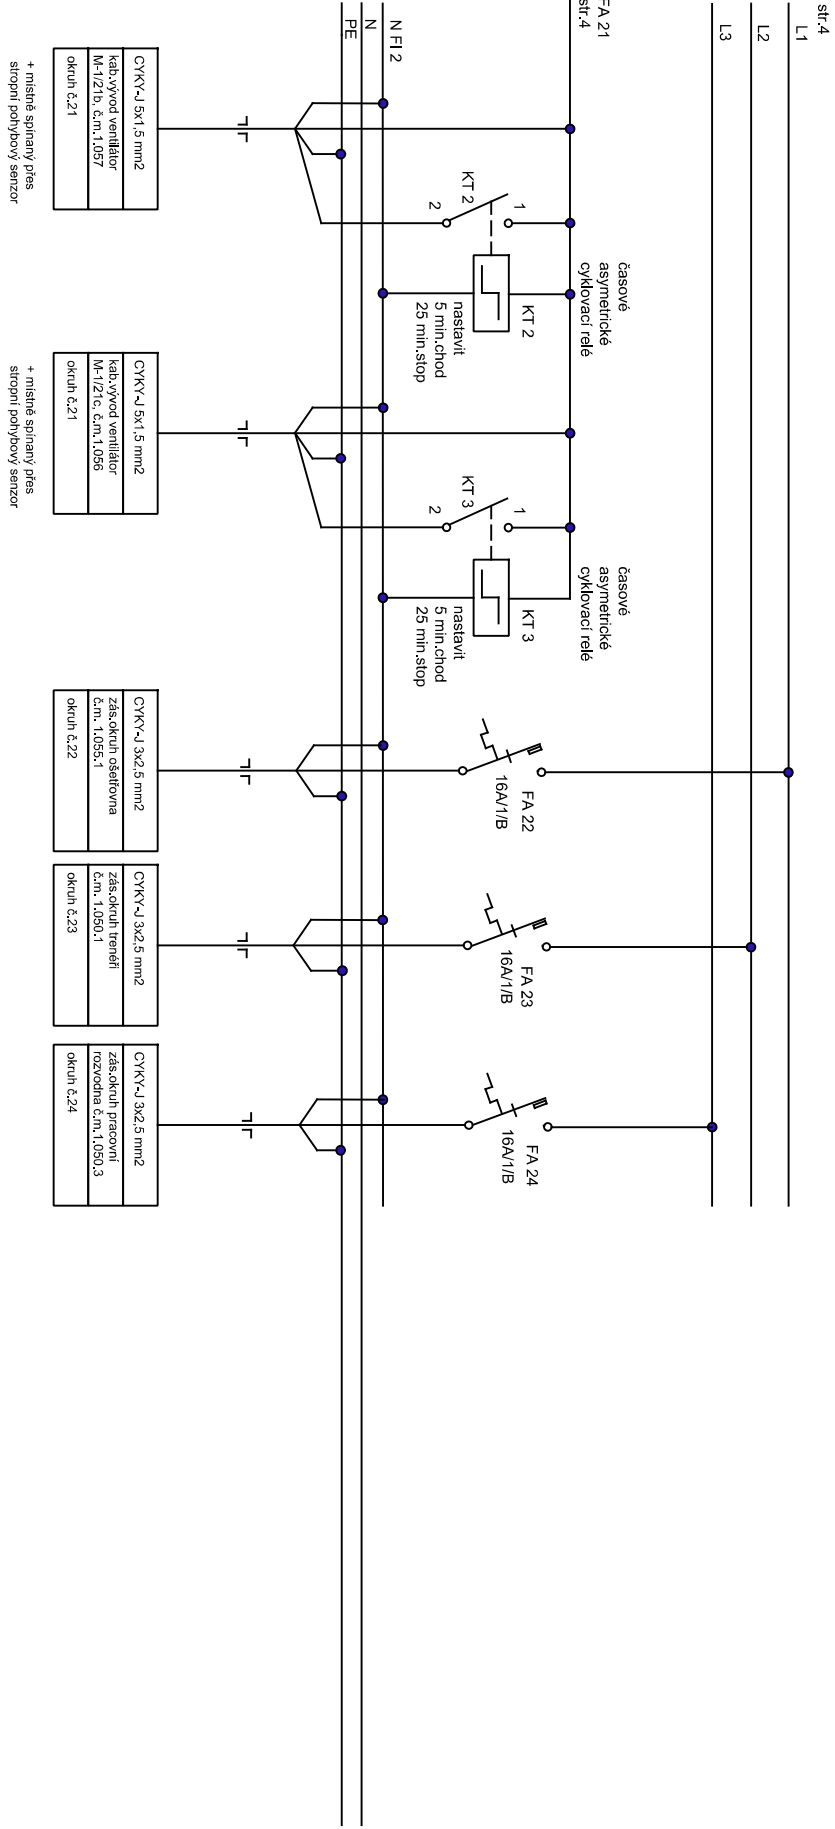 str.4
L1
L2
L3
FA 21
str.4
N FI 2
N
PE
časové
asymetrické
cyklovací relé
KT 2
1
2
KT 2
nastavit
5 min.chod
25 min.stop
časové
asymetrické
cyklovací relé
KT 3
1
2
KT 3
nastavit
5 min.chod
25 min.stop
FA 22
16A/1/B
FA 23
16A/1/B
FA 24
16A/1/B
CYKY-J 5x1,5 mm2
kab.vývod ventilátor
M-1/21b, č.m.1.057
okruh č.21
+ místně spínaný přes
stropní pohybový senzor
CYKY-J 5x1,5 mm2
kab.vývod ventilátor
M-1/21c, č.m.1.056
okruh č.21
+ místně spínaný přes
stropní pohybový senzor
CYKY-J 3x2,5 mm2
zás.okruh ošetřovna
č.m. 1.055.1
okruh č.22
CYKY-J 3x2,5 mm2
zás.okruh trenéři
č.m. 1.050.1
okruh č.23
CYKY-J 3x2,5 mm2
zás.okruh pracovní
rozvodna č.m.1.050.3
okruh č.24